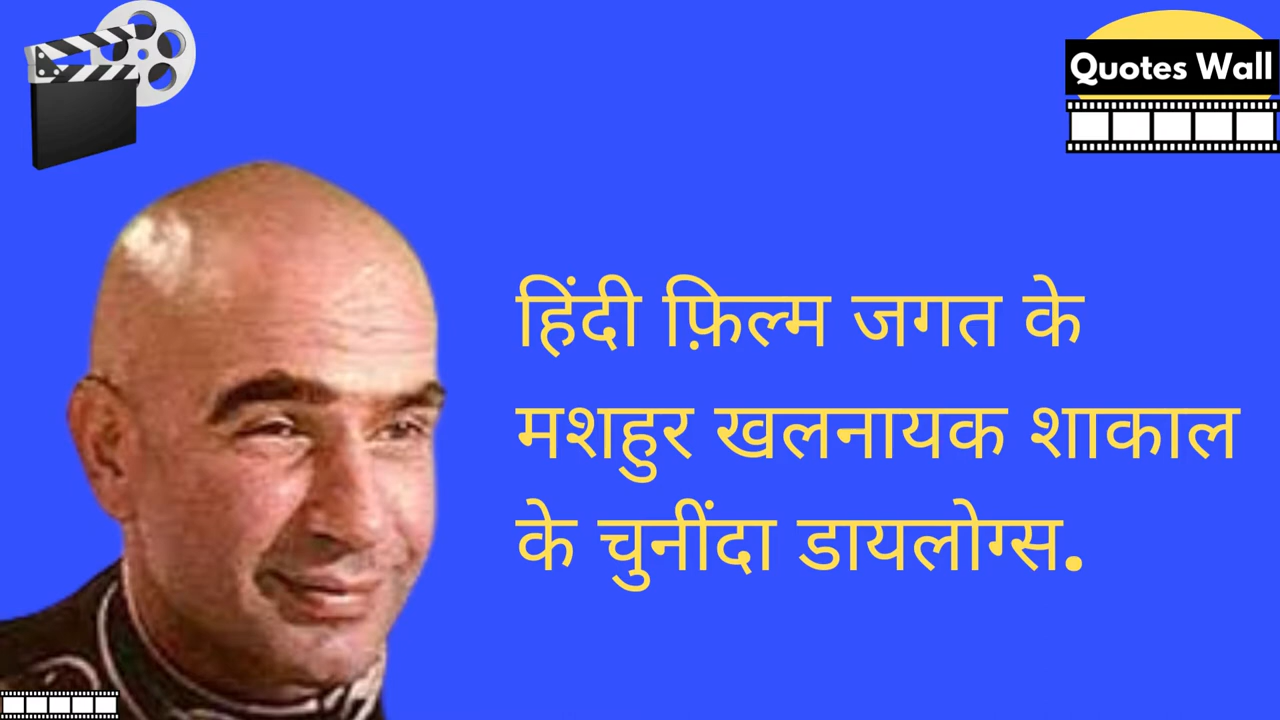 Quotes Wall
हिंदी फ़िल्म जगत के
मशहुर खलनायक शाकाल
के चुनींदा डायलोग्स.